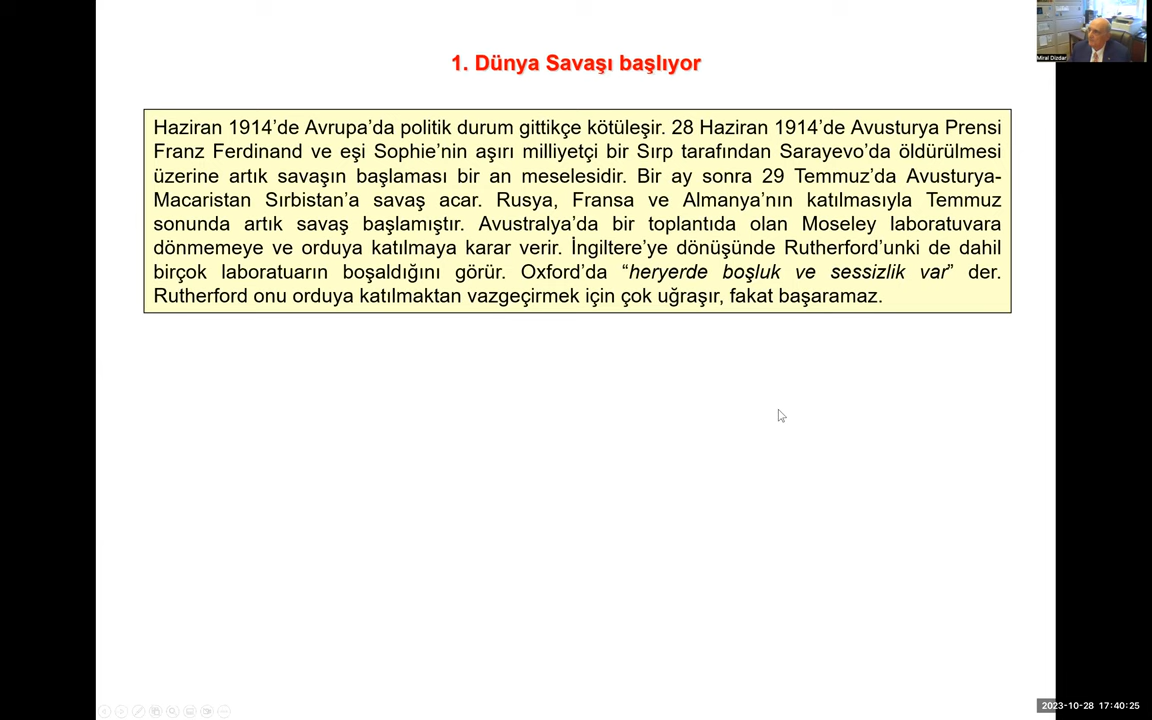 1. Dünya Savaşı başlıyor
Haziran 1914’de Avrupa’da politik durum gittikçe kötüleşir. 28 Haziran 1914’de Avusturya Prensi
Franz Ferdinand ve eşi Sophie’nin aşırı milliyetçi bir Sırp tarafından Sarayevo’da öldürülmesi
üzerine artık savaşın başlaması bir an meselesidir. Bir ay sonra 29 Temmuz’da Avusturya-
Macaristan Sırbistan’a savaş acar. Rusya, Fransa ve Almanya’nın katılmasıyla Temmuz
sonunda artık savaş başlamıştır. Avustralya’da bir toplantıda olan Moseley laboratuvara
dönmemeye ve orduya katılmaya karar verir. İngiltere’ye dönüşünde Rutherford’unki de dahil
birçok laboratuarın boşaldığını görür. Oxford’da “heryerde boşluk ve sessizlik var” der.
Rutherford onu orduya katılmaktan vazgeçirmek için çok uğraşır, fakat başaramaz.
Miral Dizdar
2023-10-28 17:40:25